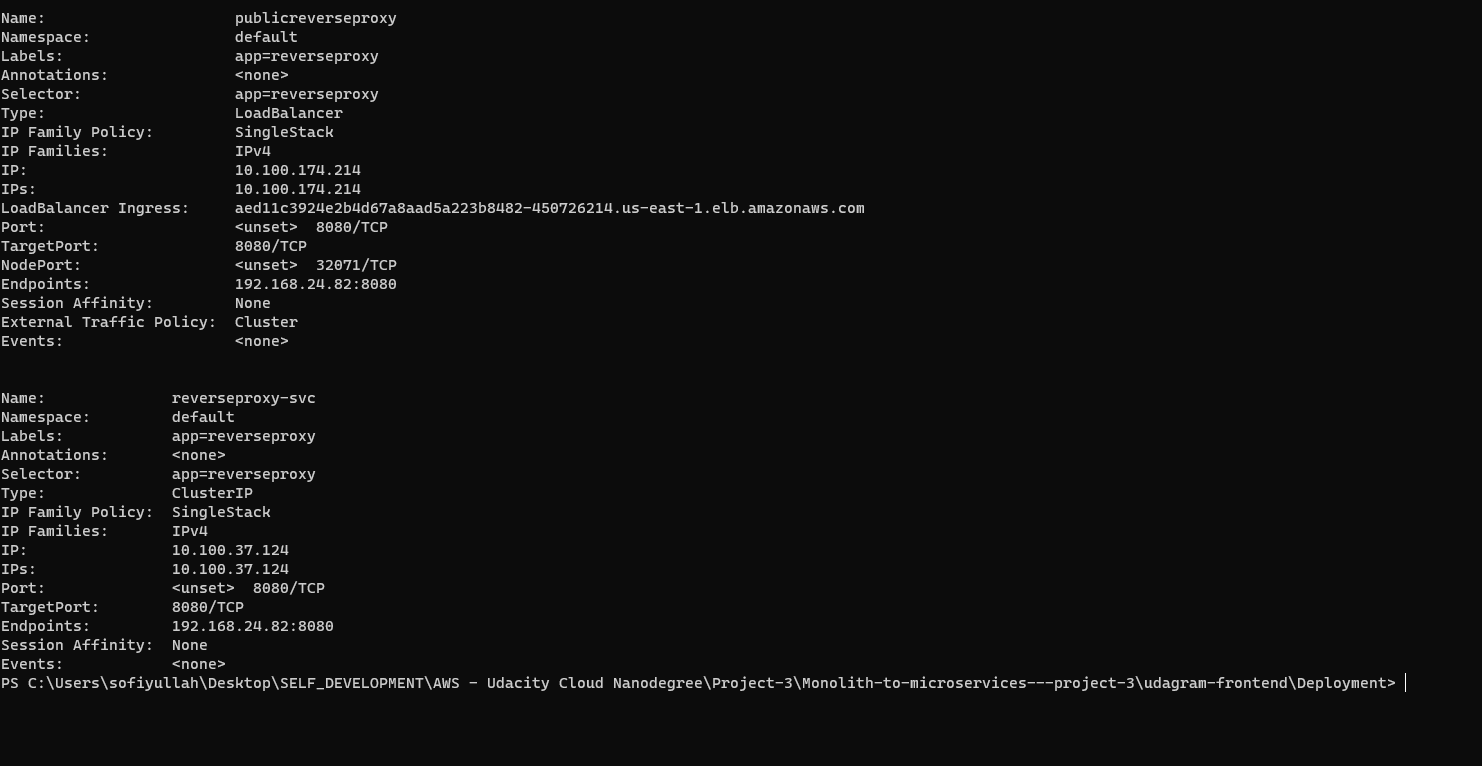 Name:                     publicreverseproxy
Namespace:                default
Labels:                   app=reverseproxy
Annotations:              <none>
Selector:                 app=reverseproxy
Type:                     LoadBalancer
IP Family Policy:         SingleStack
IP Families:              IPv4
IP:                       10.100.174.214
IPs:                      10.100.174.214
LoadBalancer Ingress:     aed11c3924e2b4d67a8aad5a223b8482-450726214.us-east-1.elb.amazonaws.com
Port:                     <unset>  8080/TCP
TargetPort:               8080/TCP
NodePort:                 <unset>  32071/TCP
Endpoints:                192.168.24.82:8080
Session Affinity:         None
External Traffic Policy:  Cluster
Events:                   <none>
Name:              reverseproxy-svc
Namespace:         default
Labels:            app=reverseproxy
Annotations:       <none>
Selector:          app=reverseproxy
Type:              ClusterIP
IP Family Policy:  SingleStack
IP Families:       IPv4
IP:                10.100.37.124
IPs:               10.100.37.124
Port:              <unset>  8080/TCP
TargetPort:        8080/TCP
Endpoints:         192.168.24.82:8080
Session Affinity:  None
Events:            <none>
PS C:\Users\sofiyullah\Desktop\SELF_DEVELOPMENT\AWS - Udacity Cloud Nanodegree\Project-3\Monolith-to-microservices---project-3\udagram-frontend\Deployment>